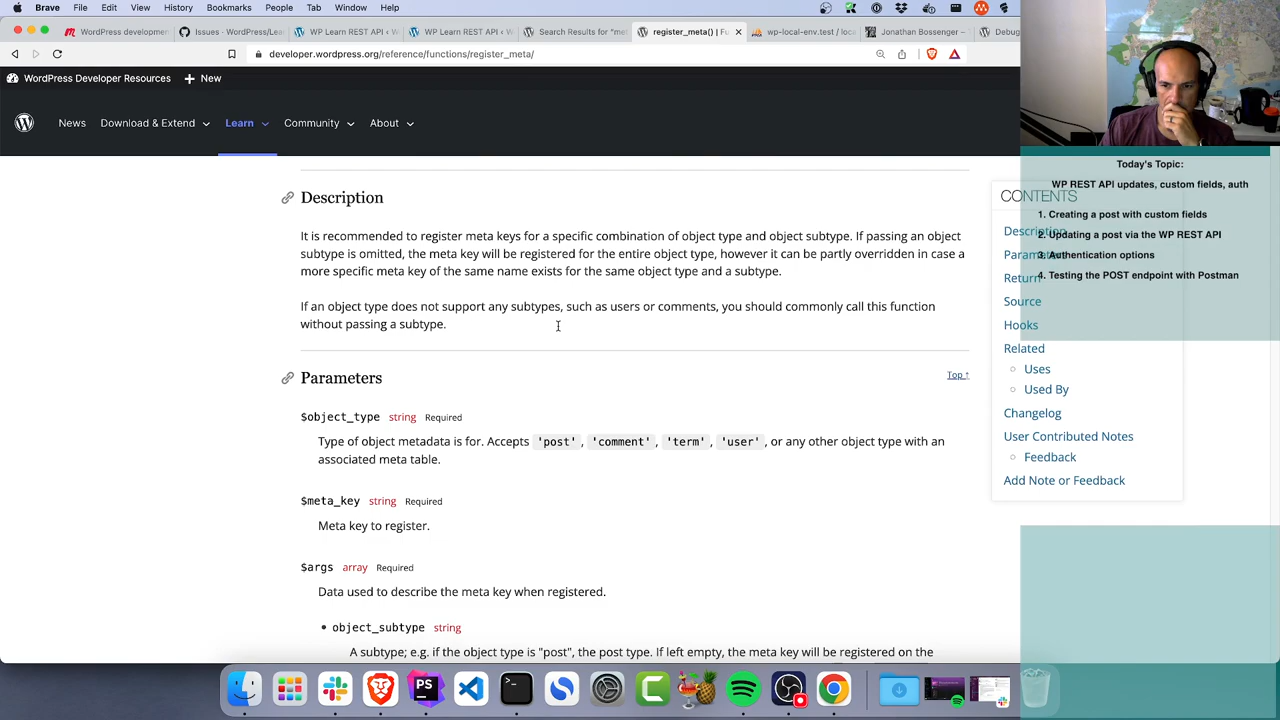 Brave File Edit View History Bookmarks People Tab Window Help
WordPress developmen
Issues · WordPress/Lea
WP Learn REST API ‹ W
WP Learn REST API ‹ W
Search Results for "me
register_meta() | Fu
wp-local-env.test / loca
Jonathan Bossenger –
Debug
developer.wordpress.org/reference/functions/register_meta/
WordPress Developer Resources New
News Download & Extend Learn Community About
Description
It is recommended to register meta keys for a specific combination of object type and object subtype. If passing an object
subtype is omitted, the meta key will be registered for the entire object type, however it can be partly overridden in case a
more specific meta key of the same name exists for the same object type and a subtype.
If an object type does not support any subtypes, such as users or comments, you should commonly call this function
without passing a subtype.
Parameters
Top ↑
$object_type string Required
Type of object metadata is for. Accepts 'post', 'comment', 'term', 'user', or any other object type with an
associated meta table.
$meta_key string Required
Meta key to register.
$args array Required
Data used to describe the meta key when registered.
object_subtype string
A subtype; e.g. if the object type is "post", the post type. If left empty, the meta key will be registered on the
Today's Topic:
WP REST API updates, custom fields, auth
1. Creating a post with custom fields
2. Updating a post via the WP REST API
3. Authentication options
4. Testing the POST endpoint with Postman
CONTENTS
Description
Parameters
Return
Source
Hooks
Related
Uses
Used By
Changelog
User Contributed Notes
Feedback
Add Note or Feedback
PS